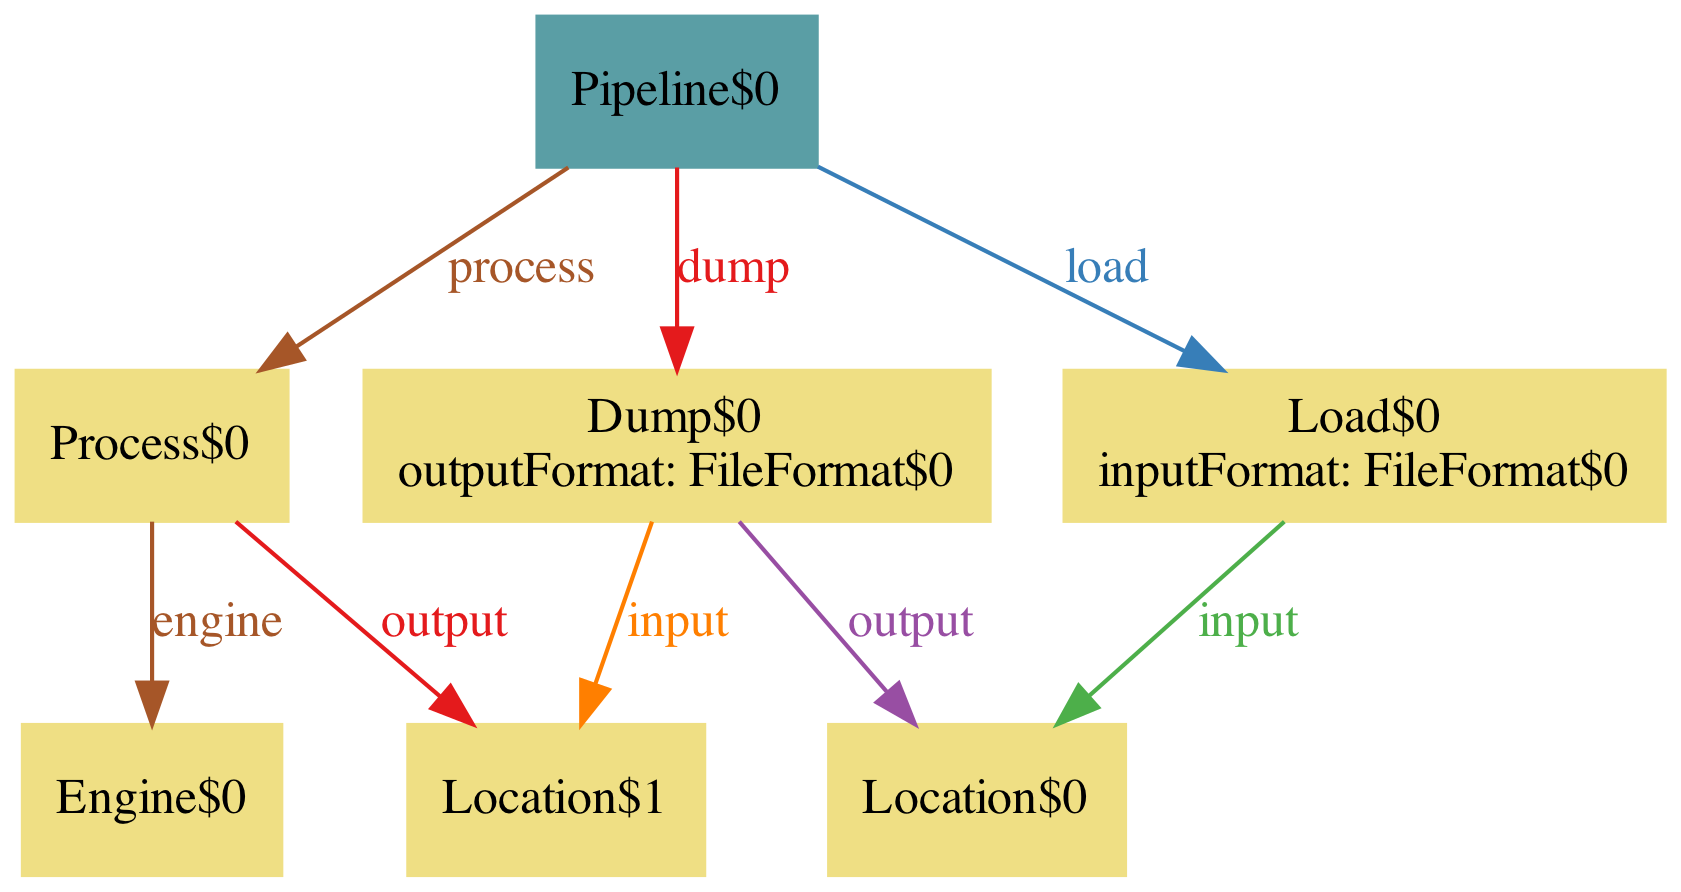 Pipeline$0
process
dump
load
Process$0
Dump$0
outputFormat: FileFormat$0
Load$0
inputFormat: FileFormat$0
engine
output
input
output
input
Engine$0
Location$1
Location$0